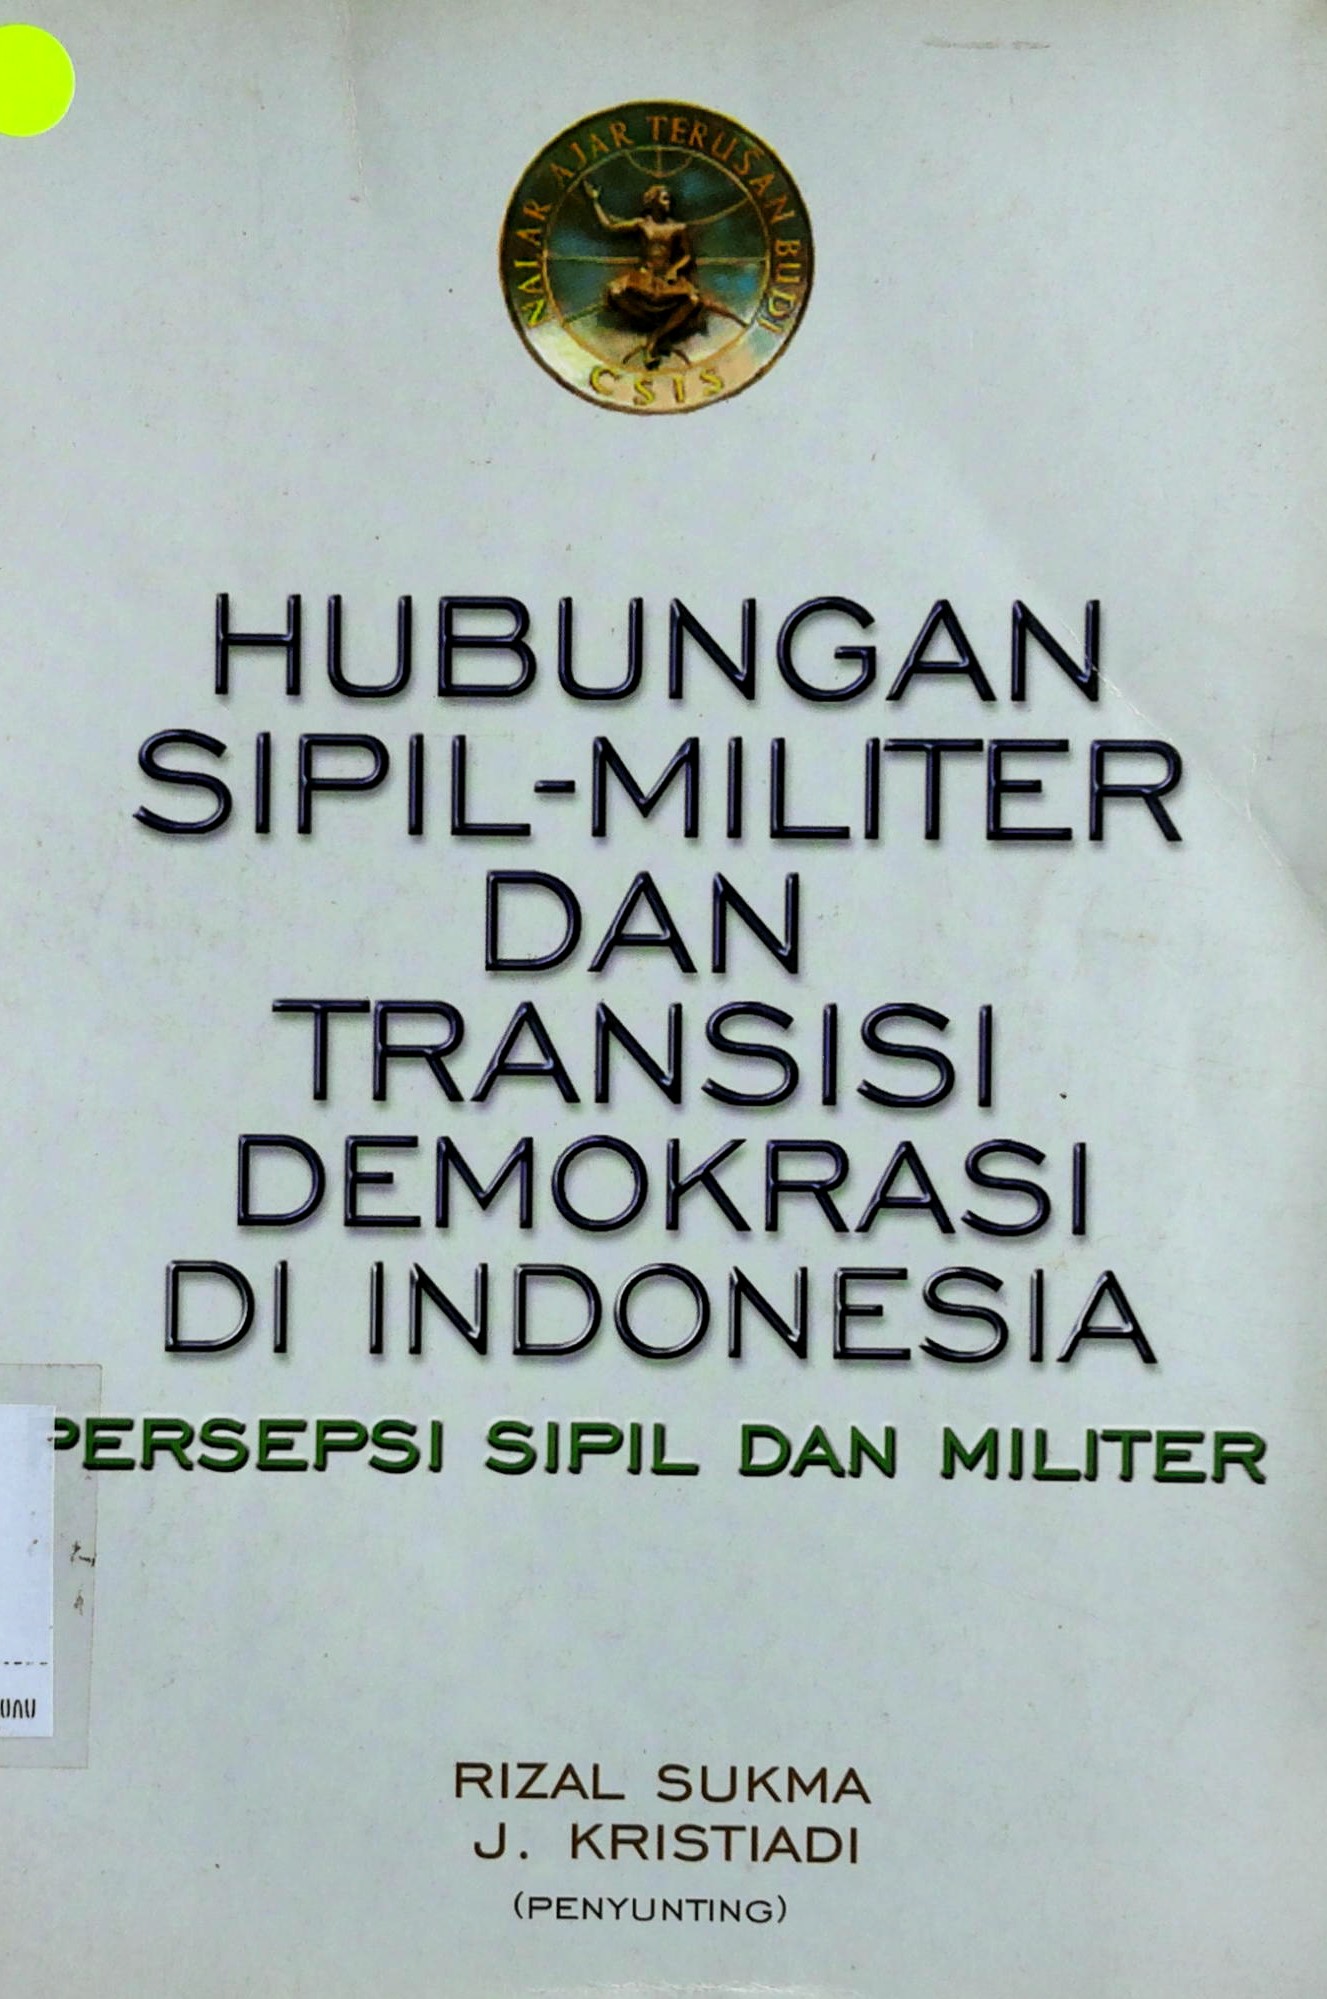 NALAR AJAR TERUSAN BUDI
CSIS
HUBUNGAN
SIPIL-MILITER
DAN
TRANSISI
DEMOKRASI
DI INDONESIA
PERSEPSI SIPIL DAN MILITER
RIZAL SUKMA
J. KRISTIADI
(PENYUNTING)